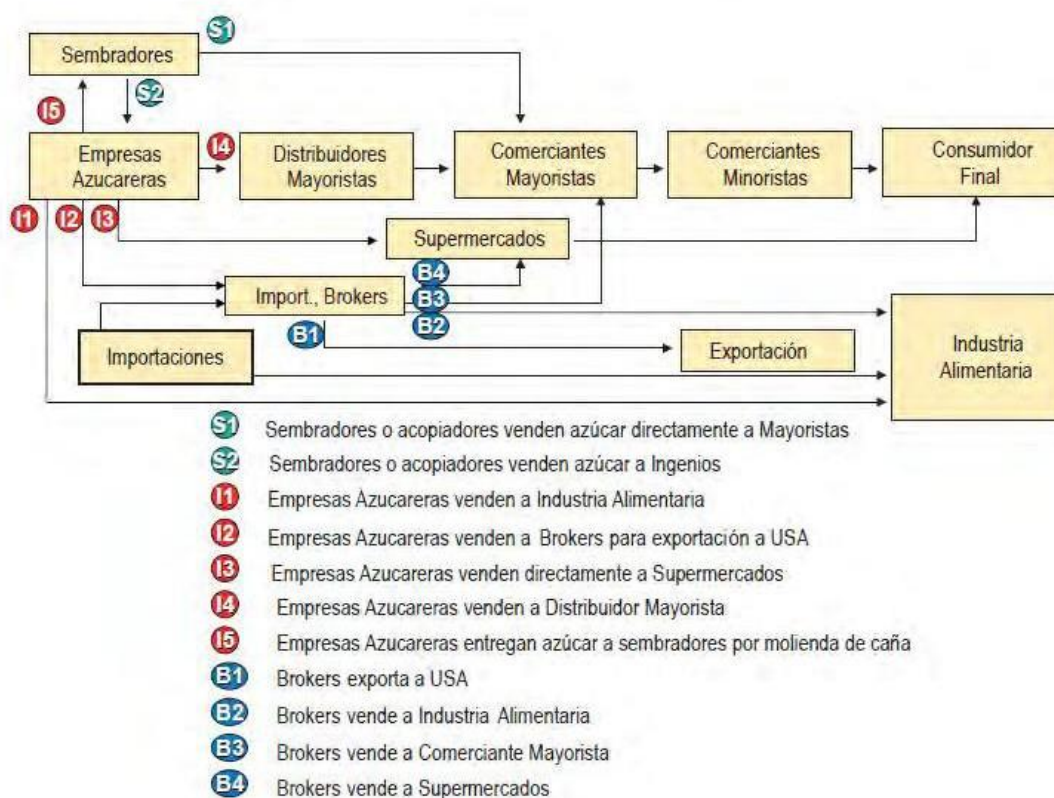 S1
Sembradores
S2
I5
Empresas
Azucareras
I4
Distribuidores
Mayoristas
Comerciantes
Mayoristas
Comerciantes
Minoristas
Consumidor
Final
I1
I2
I3
Supermercados
B4
Import., Brokers
B3
B2
B1
Importaciones
Exportación
Industria
Alimentaria
S1 Sembradores o acopiadores venden azúcar directamente a Mayoristas
S2 Sembradores o acopiadores venden azúcar a Ingenios
I1 Empresas Azucareras venden a Industria Alimentaria
I2 Empresas Azucareras venden a Brokers para exportación a USA
I3 Empresas Azucareras venden directamente a Supermercados
I4 Empresas Azucareras venden a Distribuidor Mayorista
I5 Empresas Azucareras entregan azúcar a sembradores por molienda de caña
B1 Brokers exporta a USA
B2 Brokers vende a Industria Alimentaria
B3 Brokers vende a Comerciante Mayorista
B4 Brokers vende a Supermercados